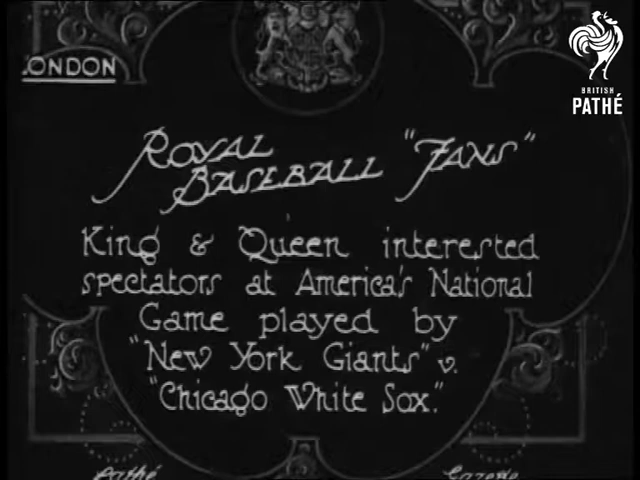 LONDON
BRITISH
PATHÉ
ROYAL
BASEBALL "FANS"
King & Queen interested
spectators at America's National
Game played by
"New York Giants" v.
"Chicago White Sox."
Pathé Gazette